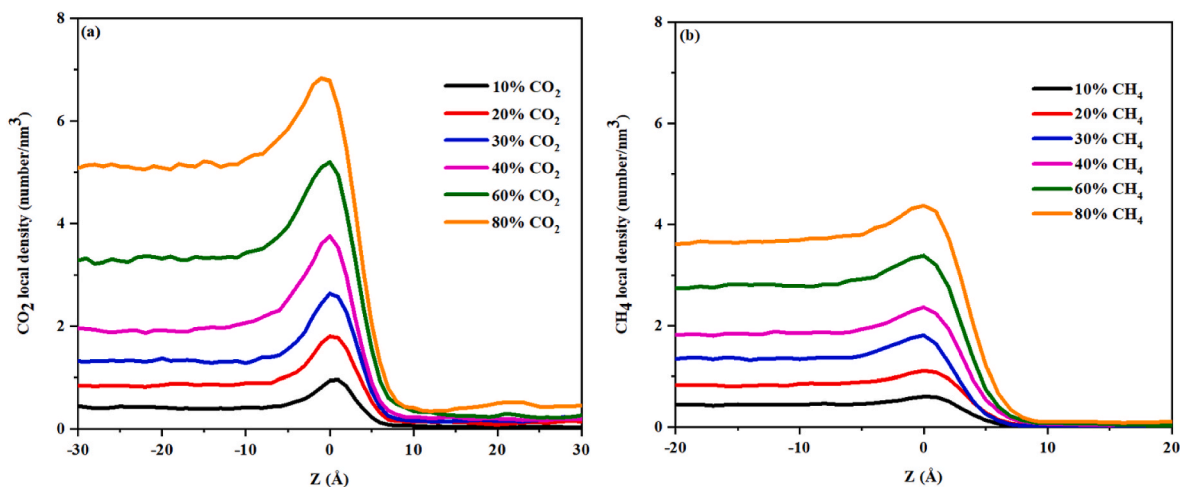 (a)
8
6
4
2
0
CO₂ local density (number/nm³)
10% CO₂
20% CO₂
30% CO₂
40% CO₂
60% CO₂
80% CO₂
-30
-20
-10
0
10
20
30
Z (Å)
(b)
8
6
4
2
0
CH₄ local density (number/nm³)
10% CH₄
20% CH₄
30% CH₄
40% CH₄
60% CH₄
80% CH₄
-20
-10
0
10
20
Z (Å)